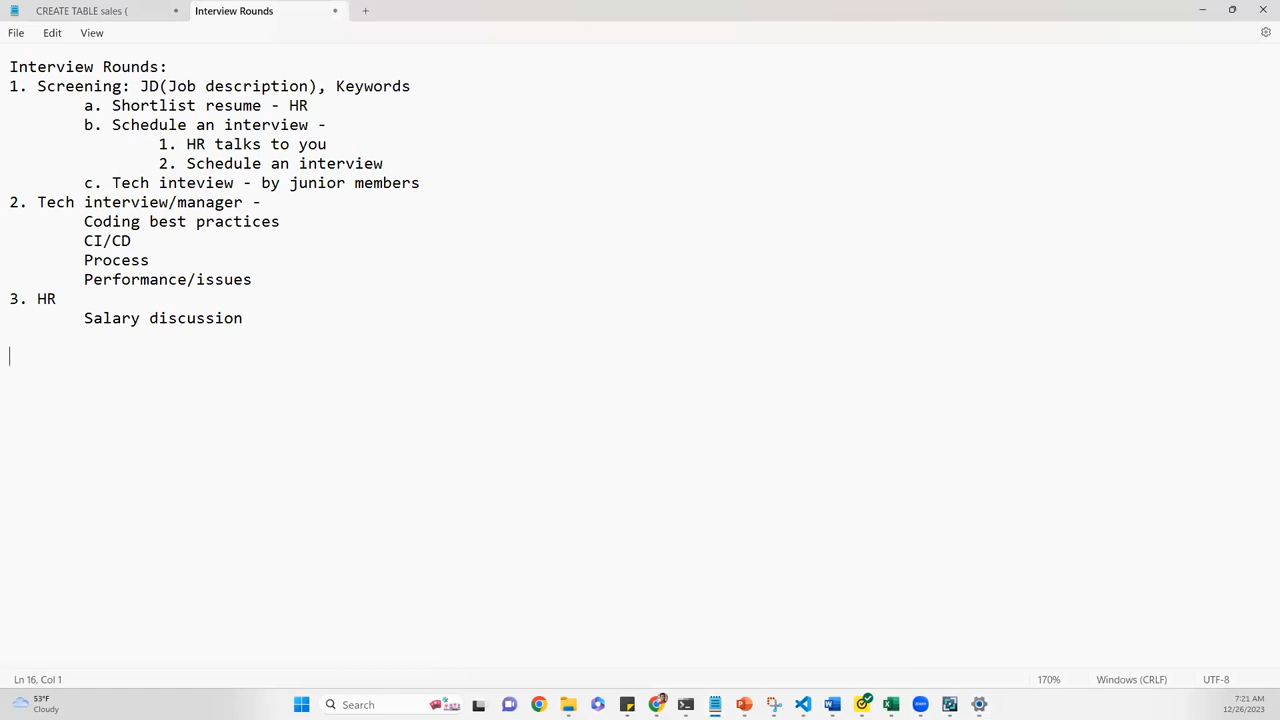 CREATE TABLE sales (
Interview Rounds
File Edit View
Interview Rounds:
1. Screening: JD(Job description), Keywords
a. Shortlist resume - HR
b. Schedule an interview -
1. HR talks to you
2. Schedule an interview
c. Tech inteview - by junior members
2. Tech interview/manager -
Coding best practices
CI/CD
Process
Performance/issues
3. HR
Salary discussion
Ln 16, Col 1
170%
Windows (CRLF)
UTF-8
53°F
Cloudy
Search
7:21 AM
12/26/2023